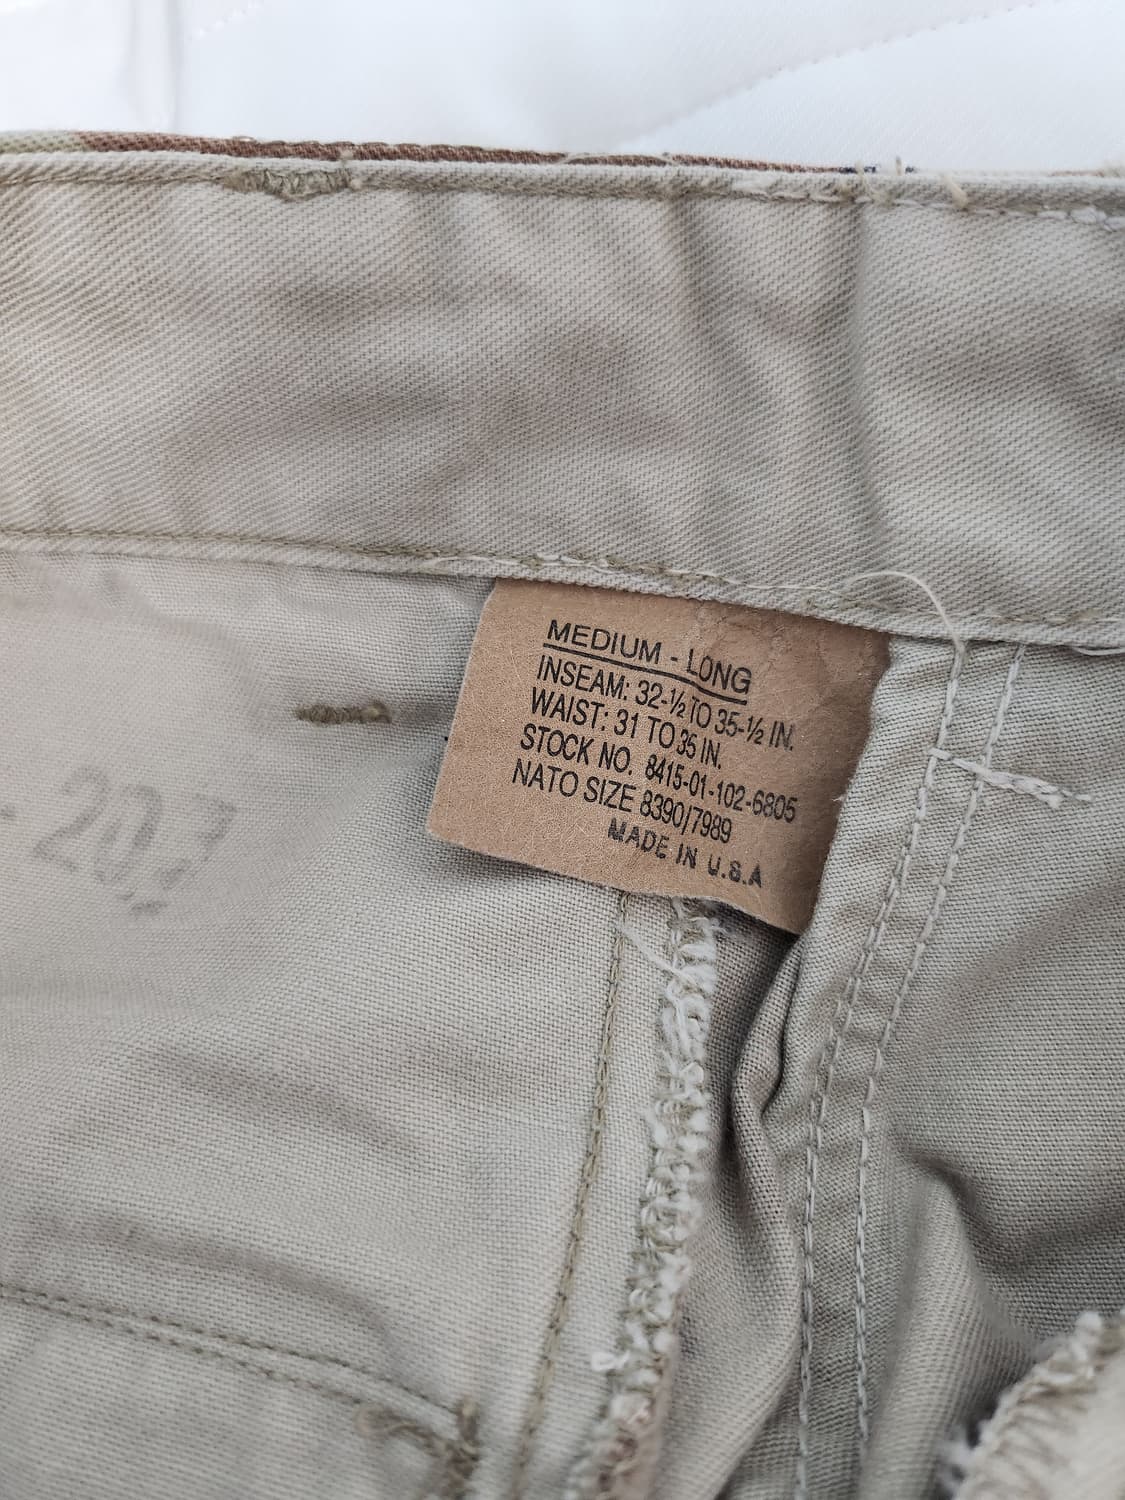 MEDIUM - LONG
INSEAM: 32-½ TO 35-½ IN.
WAIST: 31 TO 35 IN.
STOCK NO. 8415-01-102-6805
NATO SIZE 8390/7989
MADE IN U.S.A